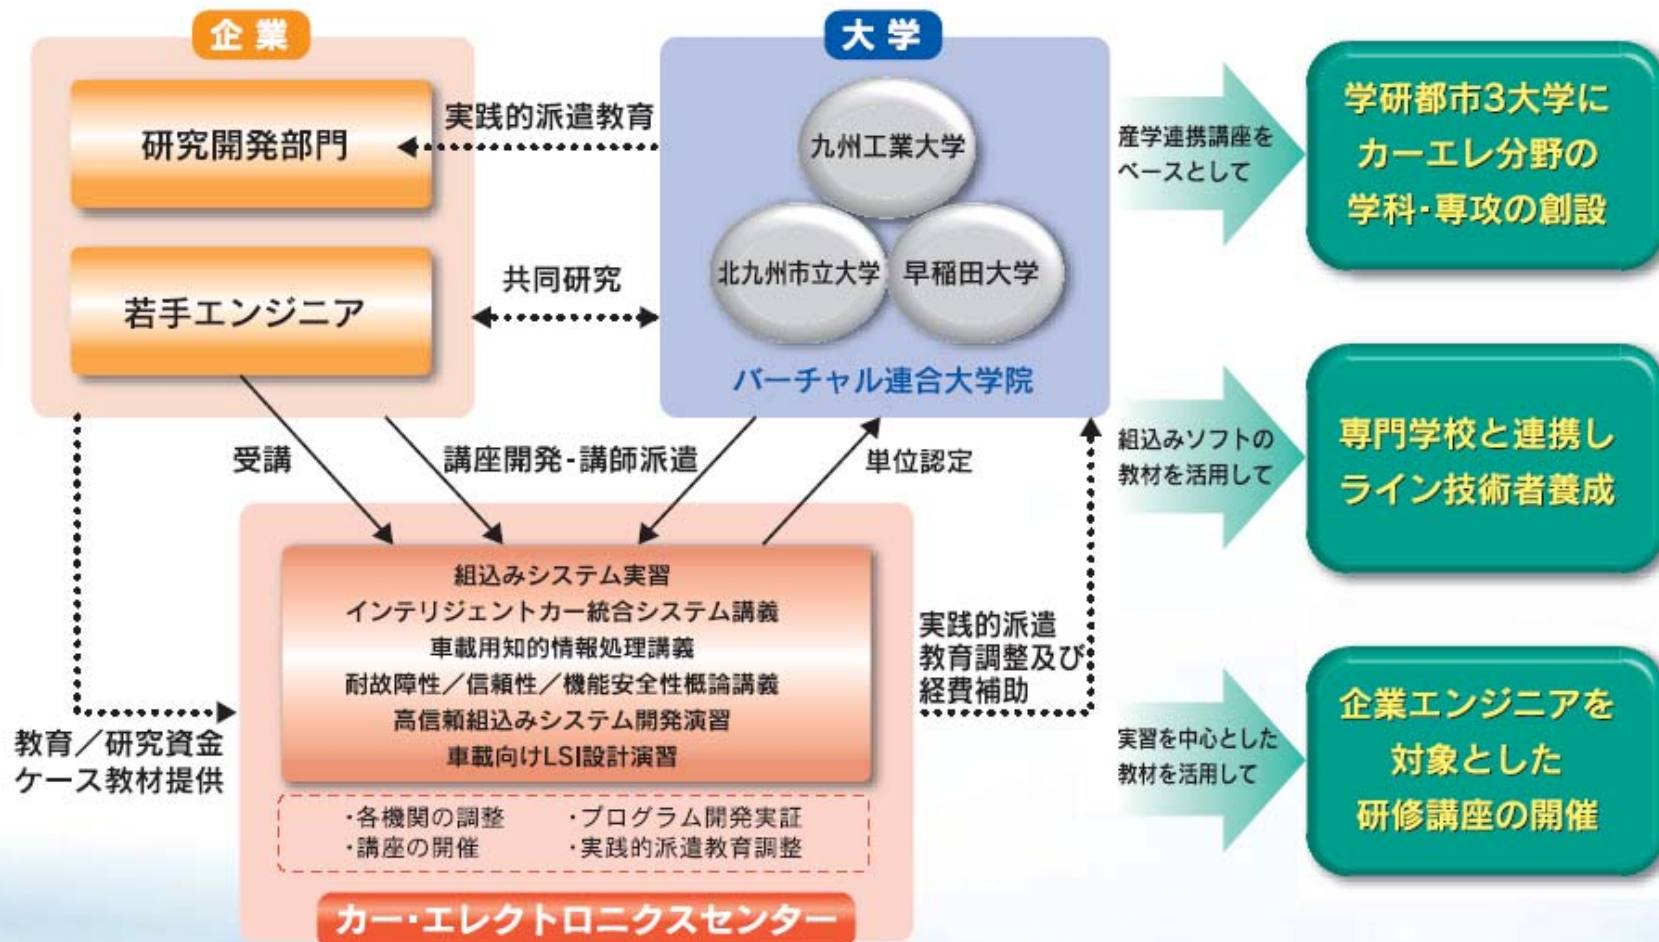 企業
研究開発部門
若手エンジニア
実践的派遣教育
共同研究
大学
九州工業大学
北九州市立大学
早稲田大学
バーチャル連合大学院
受講
講座開発-講師派遣
単位認定
組込みシステム実習
インテリジェントカー統合システム講義
車載用知的情報処理講義
耐故障性／信頼性／機能安全性概論講義
高信頼組込みシステム開発演習
車載向けLSI設計演習
・各機関の調整
・プログラム開発実証
・講座の開催
・実践的派遣教育調整
カー・エレクトロニクスセンター
教育／研究資金
ケース教材提供
実践的派遣
教育調整及び
経費補助
産学連携講座を
ベースとして
学研都市3大学に
カーエレ分野の
学科・専攻の創設
組込みソフトの
教材を活用して
専門学校と連携し
ライン技術者養成
実習を中心とした
教材を活用して
企業エンジニアを
対象とした
研修講座の開催